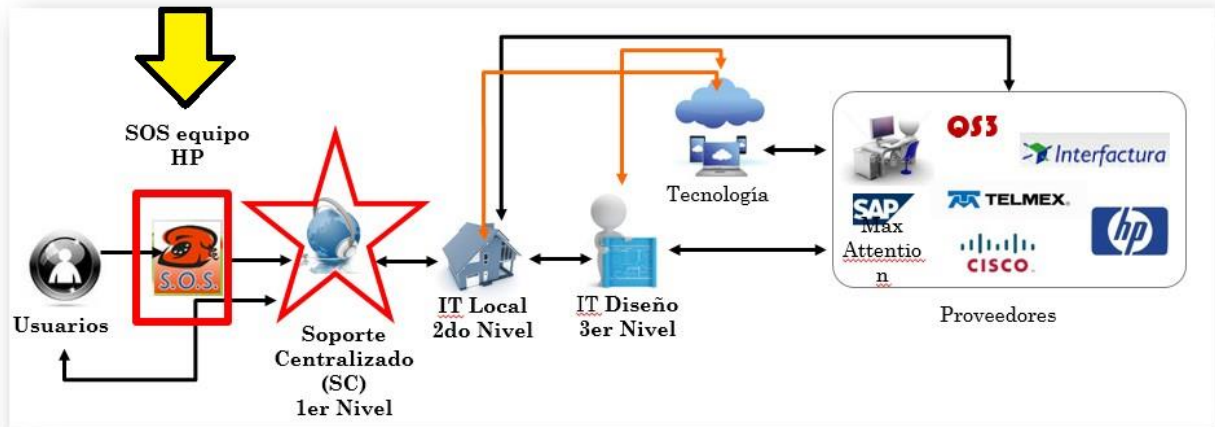 SOS equipo
HP
S.O.S.
Usuarios
Soporte
Centralizado
(SC)
1er Nivel
IT Local
2do Nivel
IT Diseño
3er Nivel
Tecnología
QS3
Interfactura
SAP
Max
Attentio
n
TELMEX.
CISCO.
hp
Proveedores